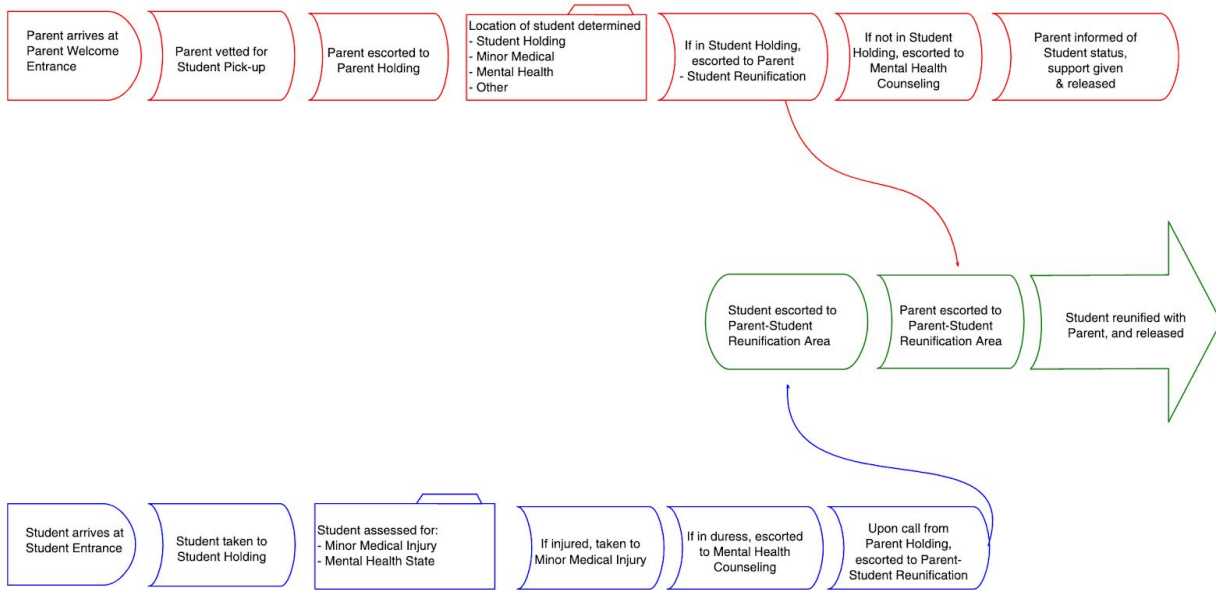 Parent arrives at
Parent Welcome
Entrance
Parent vetted for
Student Pick-up
Parent escorted to
Parent Holding
Location of student determined
- Student Holding
- Minor Medical
- Mental Health
- Other
If in Student Holding,
escorted to Parent
- Student Reunification
If not in Student
Holding, escorted to
Mental Health
Counseling
Parent informed of
Student status,
support given
& released
Student escorted to
Parent-Student
Reunification Area
Parent escorted to
Parent-Student
Reunification Area
Student reunified with
Parent, and released
Student arrives at
Student Entrance
Student taken to
Student Holding
Student assessed for:
- Minor Medical Injury
- Mental Health State
If injured, taken to
Minor Medical Injury
If in duress, escorted
to Mental Health
Counseling
Upon call from
Parent Holding,
escorted to Parent-
Student Reunification